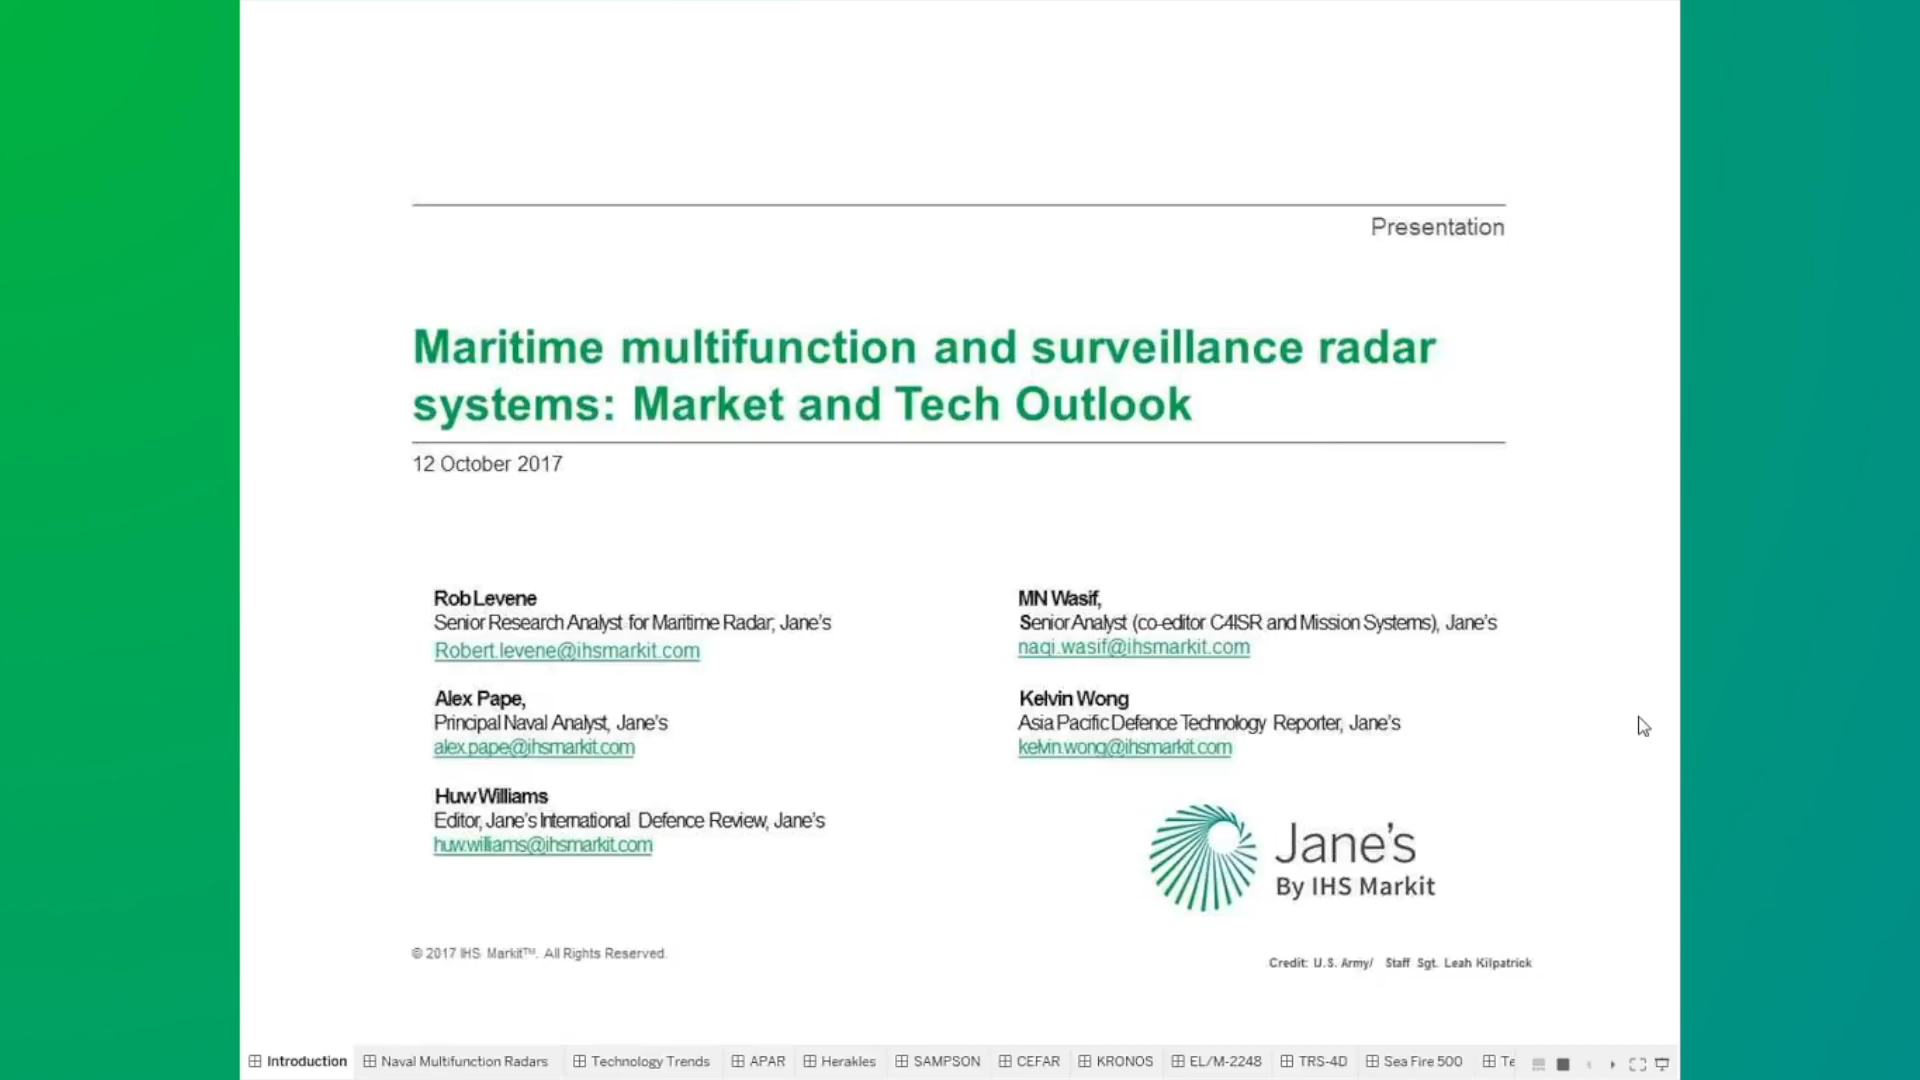 Presentation
Maritime multifunction and surveillance radar
systems: Market and Tech Outlook
12 October 2017
Rob Levene
Senior Research Analyst for Maritime Radar, Jane's
Robert.levene@ihsmarkit.com
Alex Pape,
Principal Naval Analyst, Jane's
alex.pape@ihsmarkit.com
Huw Williams
Editor, Jane's International Defence Review, Jane's
huw.williams@ihsmarkit.com
MN Wasif,
Senior Analyst (co-editor C4ISR and Mission Systems), Jane's
naqi.wasif@ihsmarkit.com
Kelvin Wong
Asia Pacific Defence Technology Reporter, Jane's
kelvin.wong@ihsmarkit.com
Jane's
By IHS Markit
© 2017 IHS Markit™. All Rights Reserved.
Credit: U.S. Army/ Staff Sgt. Leah Kilpatrick
Introduction Naval Multifunction Radars Technology Trends APAR Herakles SAMPSON CEFAR KRONOS EL/M-2248 TRS-4D Sea Fire 500 Te